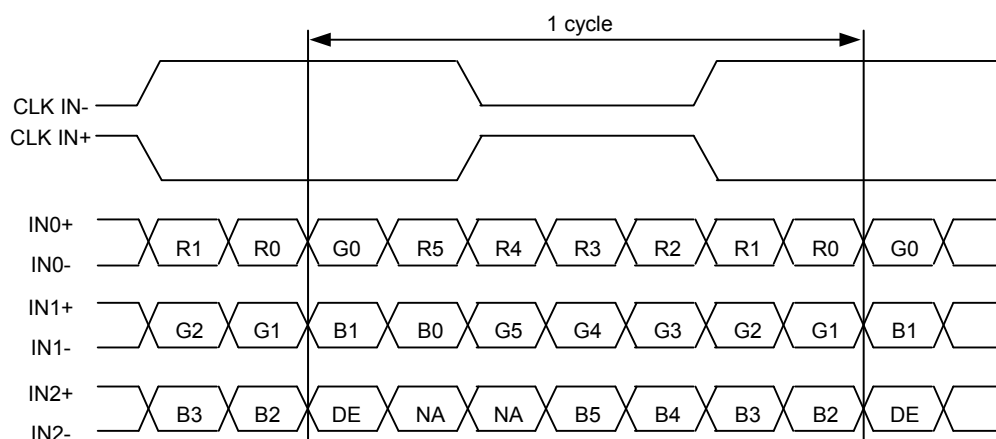 1 cycle
CLK IN-
CLK IN+
IN0+
R1 R0 G0 R5 R4 R3 R2 R1 R0 G0
IN0-
IN1+
G2 G1 B1 B0 G5 G4 G3 G2 G1 B1
IN1-
IN2+
B3 B2 DE NA NA B5 B4 B3 B2 DE
IN2-